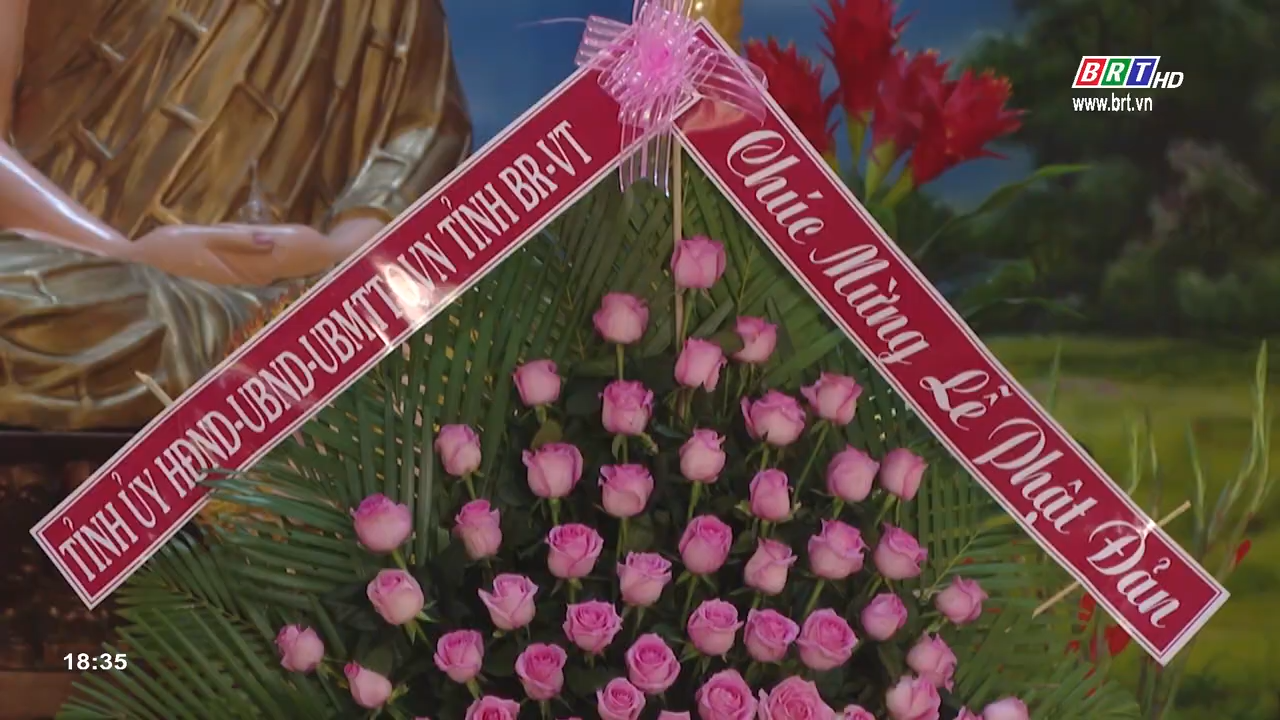 BRT HD
www.brt.vn
TỈNH ỦY HĐND-UBND-UBMTTQVN TỈNH BR-VT
Chúc Mừng Lễ Phật Đản
18:35